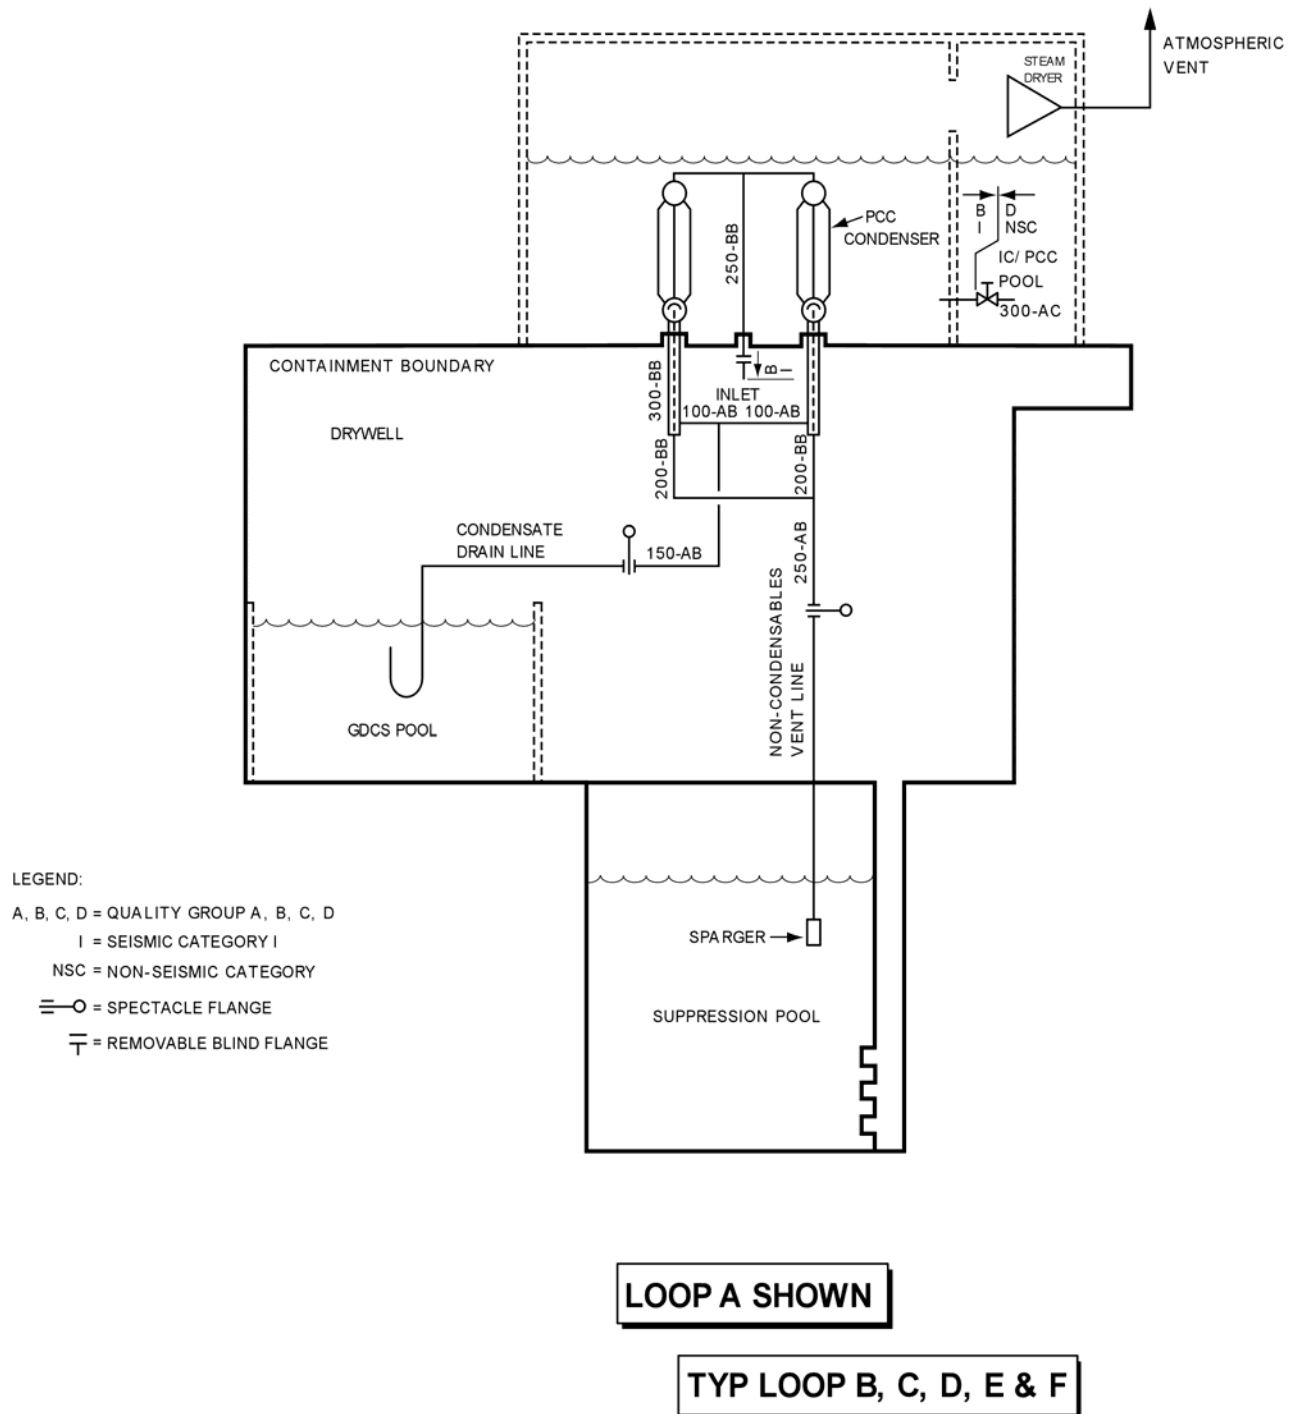 ATMOSPHERIC
VENT
STEAM
DRYER
B D
I NSC
IC/ PCC
POOL
300-AC
PCC
CONDENSER
250-BB
CONTAINMENT BOUNDARY
DRYWELL
300-BB
B
I
INLET
100-AB 100-AB
200-BB
200-BB
CONDENSATE
DRAIN LINE
150-AB
250-AB
NON-CONDENSABLES
VENT LINE
GDCS POOL
SPARGER
SUPPRESSION POOL
LEGEND:
A, B, C, D = QUALITY GROUP A, B, C, D
I = SEISMIC CATEGORY I
NSC = NON-SEISMIC CATEGORY
= SPECTACLE FLANGE
= REMOVABLE BLIND FLANGE
LOOP A SHOWN
TYP LOOP B, C, D, E & F